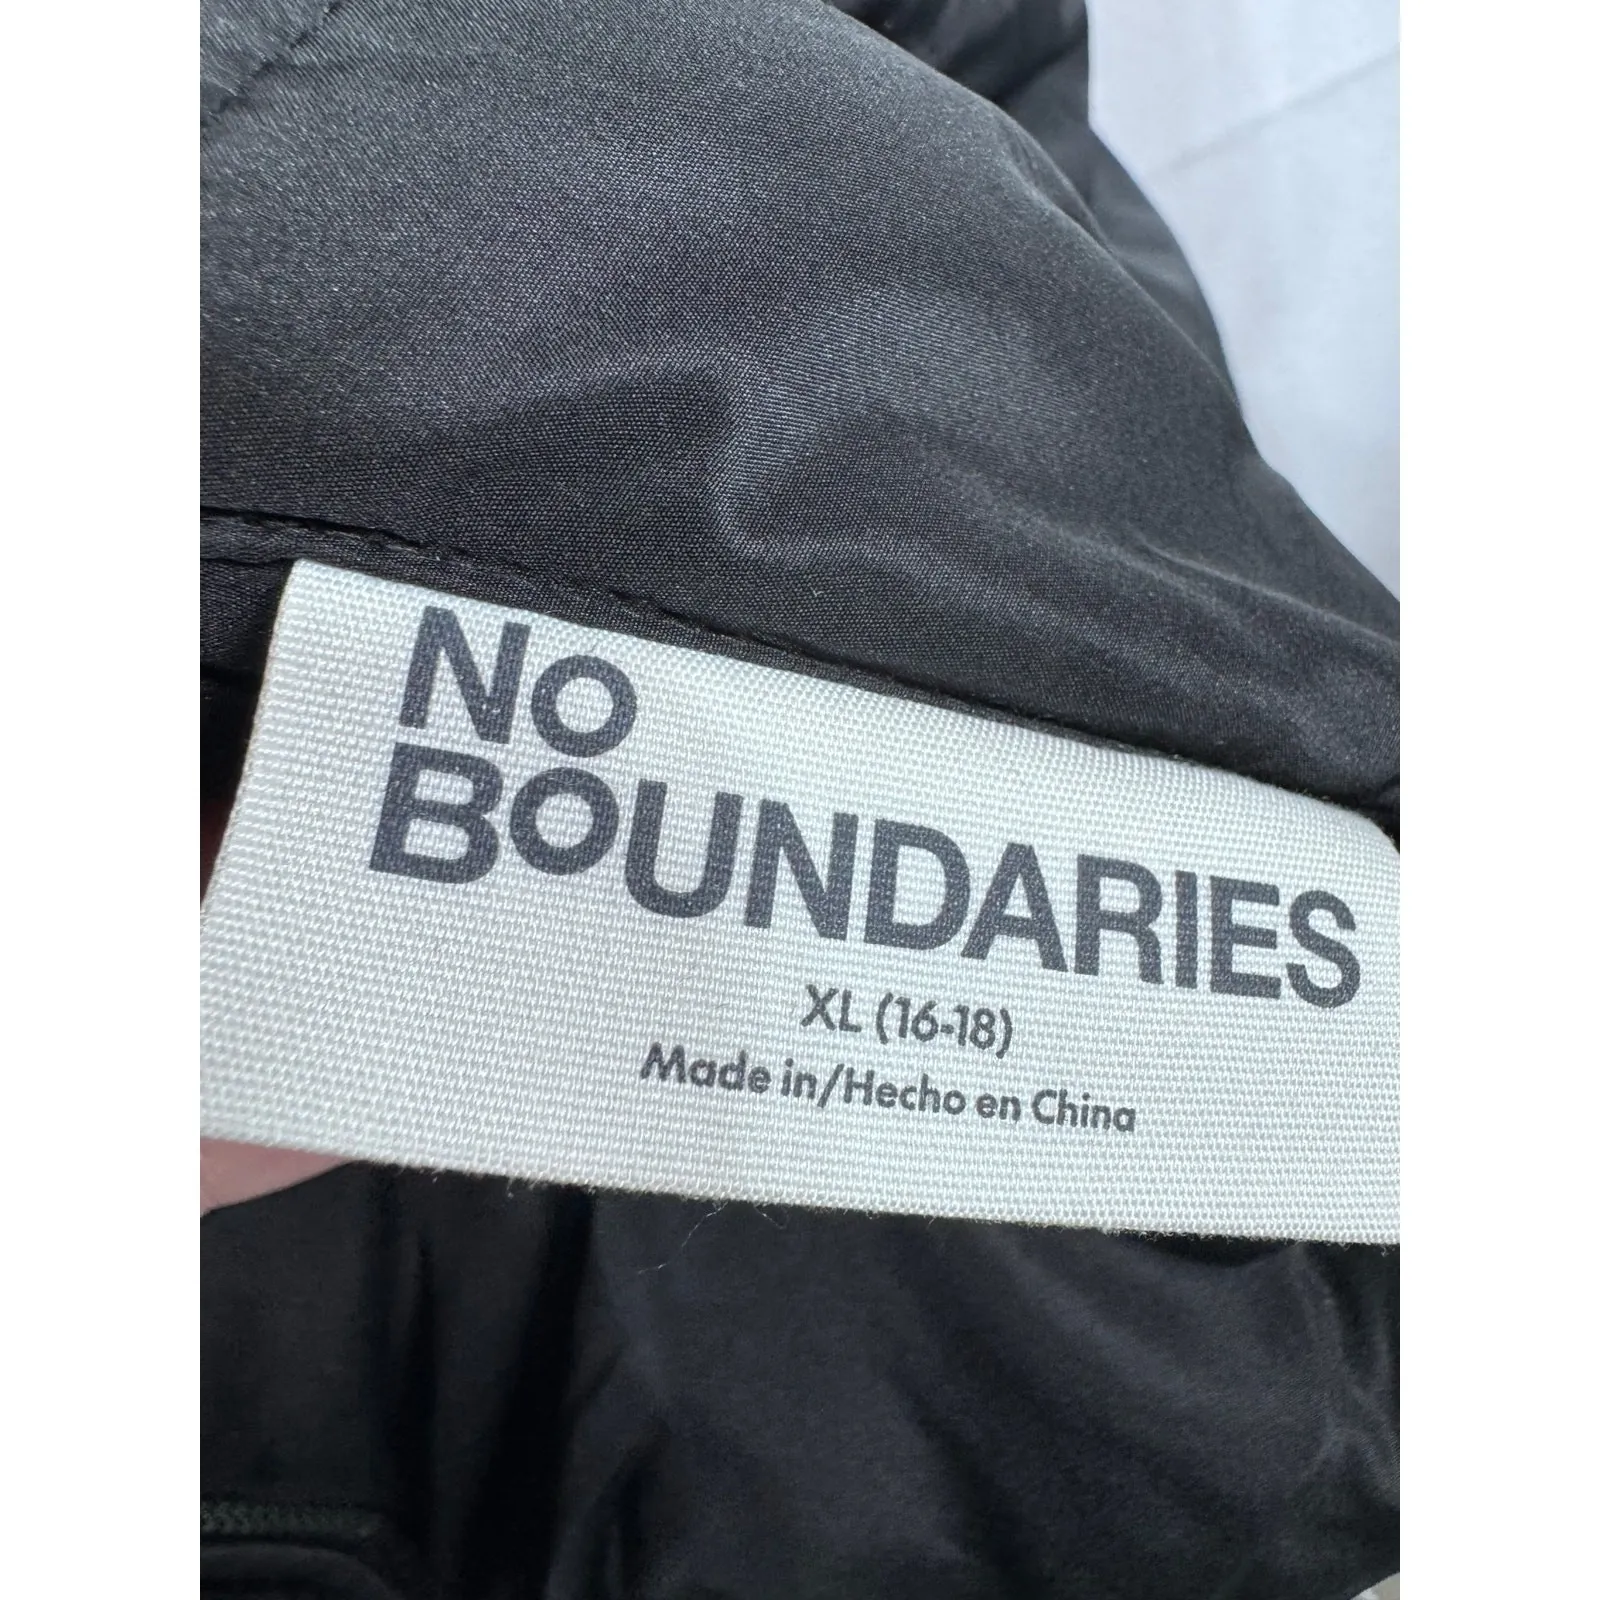 NO
BOUNDARIES
XL (16-18)
Made in/Hecho en China